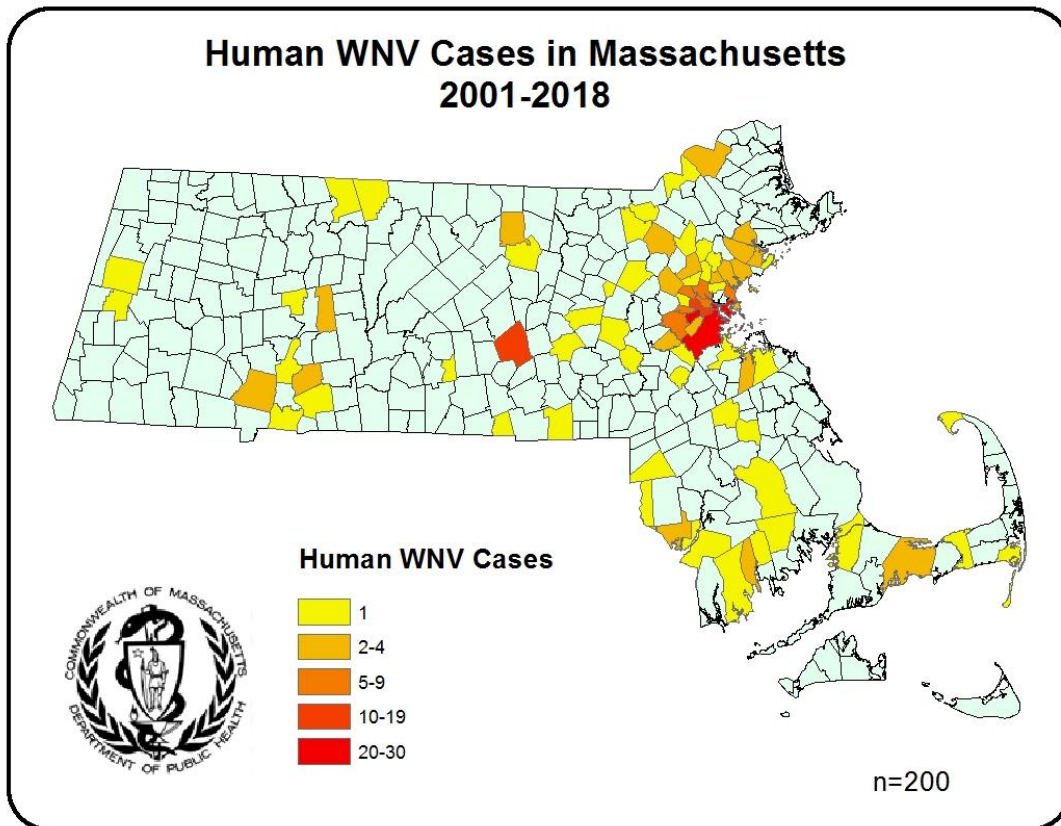 Human WNV Cases in Massachusetts
2001-2018
Human WNV Cases
1
2-4
5-9
10-19
20-30
COMMONWEALTH OF MASSACHUSETTS
DEPARTMENT OF PUBLIC HEALTH
n=200